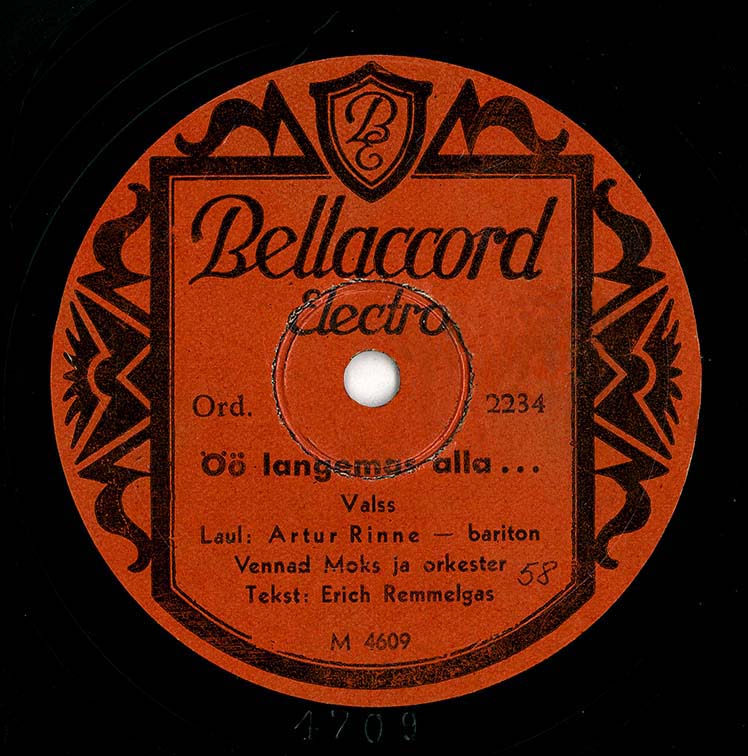 BE
Bellaccord
Electro
Ord. 2234
Öö langemas alla...
Valss
Laul: Artur Rinne — bariton
Vennad Moks ja orkester 58
Tekst: Erich Remmelgas
M 4609
4709